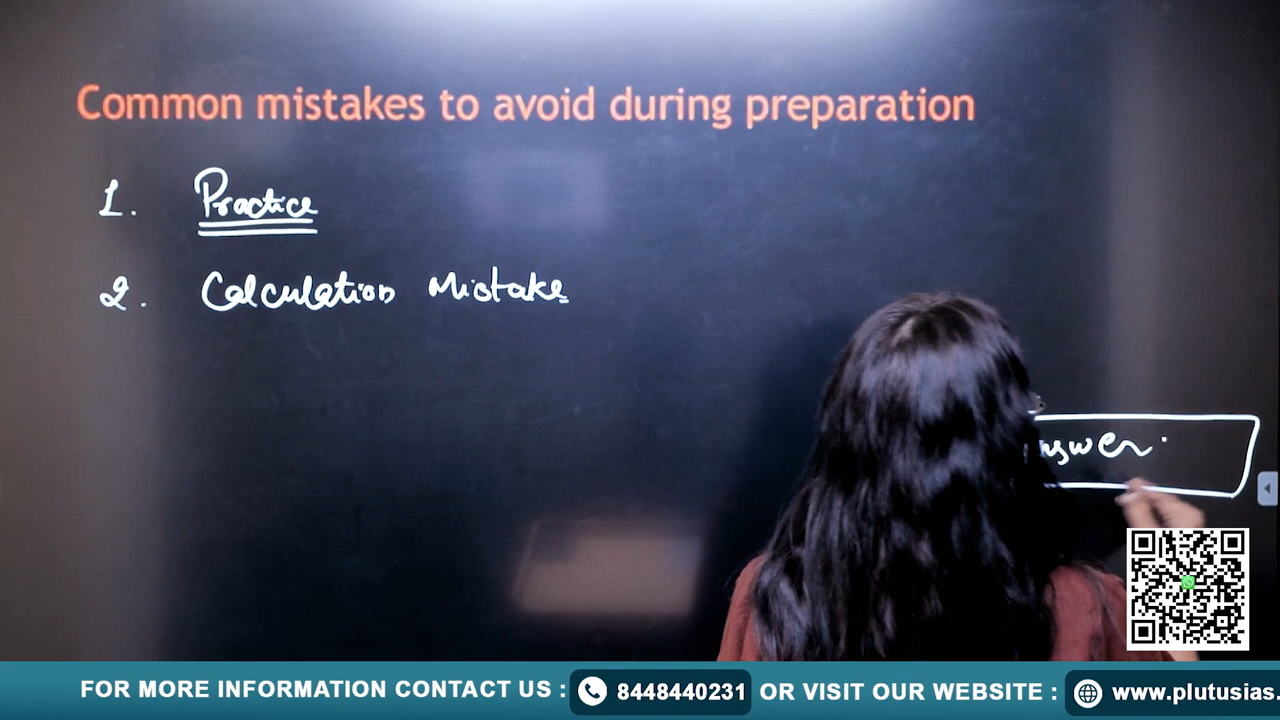 Common mistakes to avoid during preparation
1. Practice
2. Calculation Mistake
nswer.
FOR MORE INFORMATION CONTACT US : 8448440231 OR VISIT OUR WEBSITE : www.plutusias.